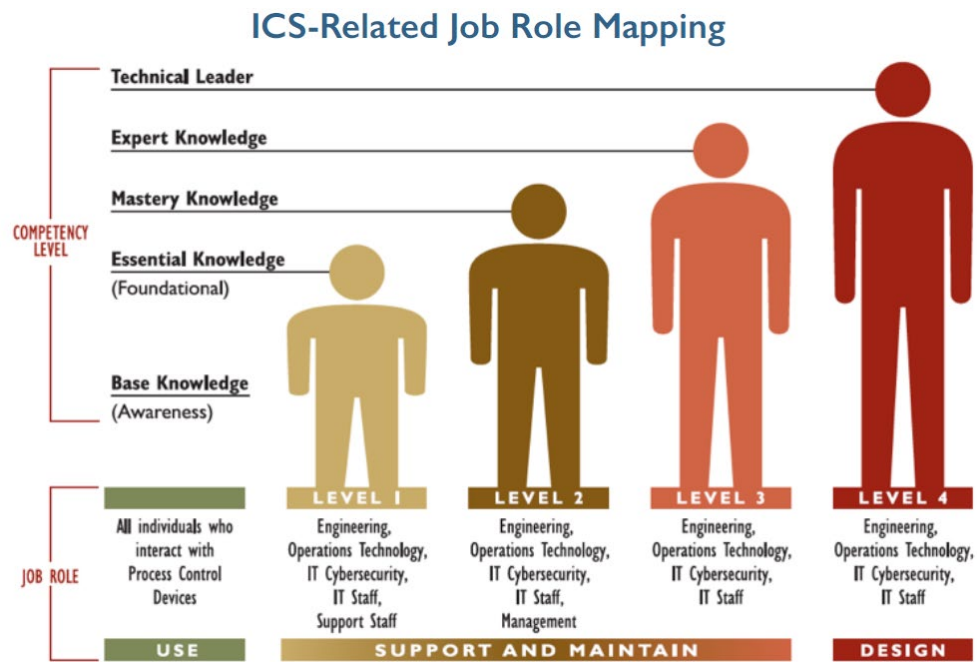 ICS-Related Job Role Mapping
Technical Leader
Expert Knowledge
Mastery Knowledge
COMPETENCY
LEVEL
Essential Knowledge
(Foundational)
Base Knowledge
(Awareness)
JOB ROLE
All individuals who
interact with
Process Control
Devices
LEVEL 1
Engineering,
Operations Technology,
IT Cybersecurity,
IT Staff,
Support Staff
LEVEL 2
Engineering,
Operations Technology,
IT Cybersecurity,
IT Staff,
Management
LEVEL 3
Engineering,
Operations Technology,
IT Cybersecurity,
IT Staff
LEVEL 4
Engineering,
Operations Technology,
IT Cybersecurity,
IT Staff
USE
SUPPORT AND MAINTAIN
DESIGN